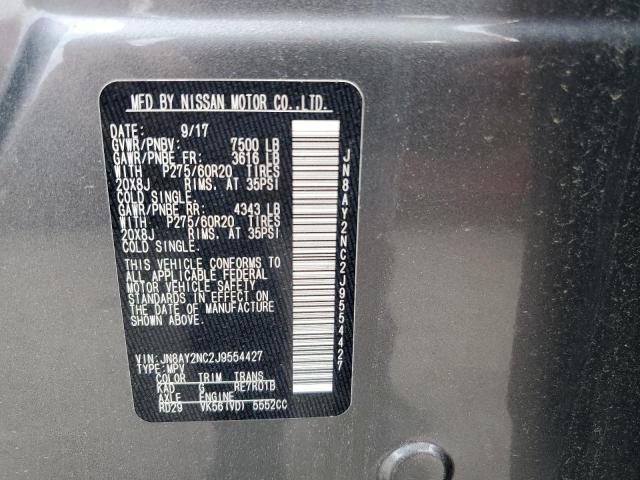 MFD BY NISSAN MOTOR CO.,LTD.
DATE: 9/17
GVWR/PNBV: 7500 LB
GAWR/PNBE FR: 3616 LB
WITH P275/60R20 TIRES
20X8J RIMS. AT 35PSI
COLD SINGLE.
GAWR/PNBE RR: 4343 LB
WITH P275/60R20 TIRES
20X8J RIMS. AT 35PSI
COLD SINGLE.
THIS VEHICLE CONFORMS TO
ALL APPLICABLE FEDERAL
MOTOR VEHICLE SAFETY
STANDARDS IN EFFECT ON
THE DATE OF MANUFACTURE
SHOWN ABOVE.
VIN: JN8AY2NC2J9554427
TYPE: MPV
COLOR TRIM TRANS
KAD G RE7R01B
AXLE ENGINE
RD29 VK56(VD) 5552CC
JN8AY2NC2J9554427